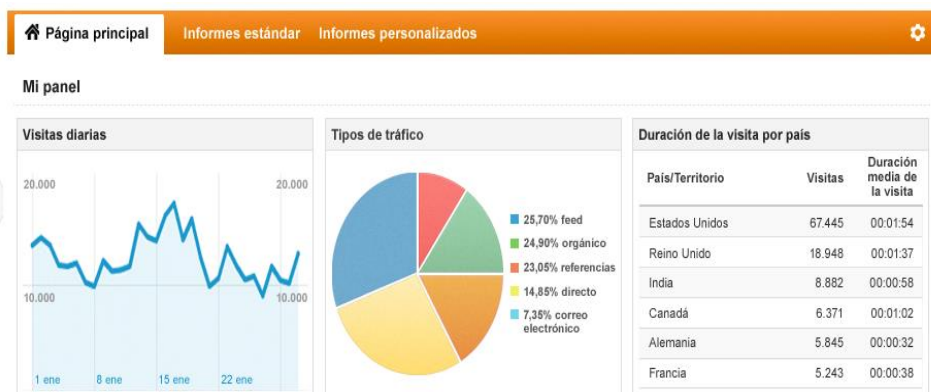 Página principal Informes estándar Informes personalizados
Mi panel
Visitas diarias
20.000 20.000
10.000 10.000
1 ene 8 ene 15 ene 22 ene
Tipos de tráfico
25,70% feed
24,90% orgánico
23,05% referencias
14,85% directo
7,35% correo
electrónico
Duración de la visita por país
País/Territorio Visitas Duración
media de
la visita
Estados Unidos 67.445 00:01:54
Reino Unido 18.948 00:01:37
India 8.882 00:00:58
Canadá 6.371 00:01:02
Alemania 5.845 00:00:32
Francia 5.243 00:00:38